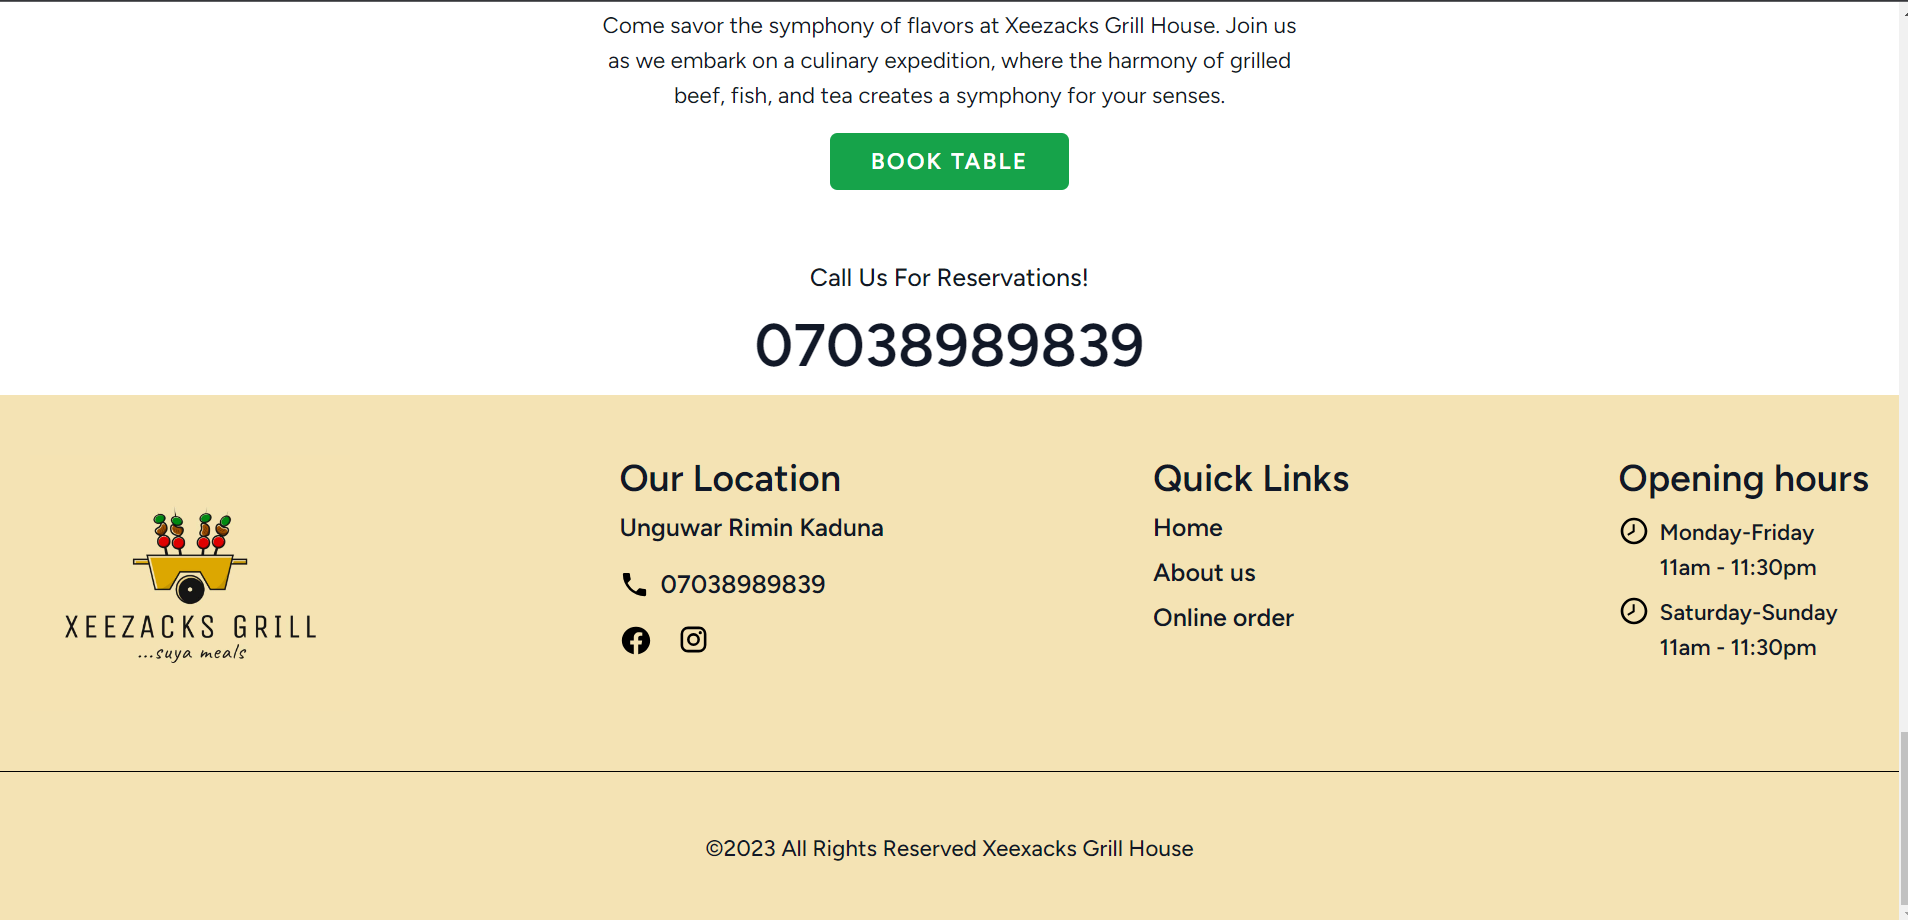 Come savor the symphony of flavors at Xeezacks Grill House. Join us
as we embark on a culinary expedition, where the harmony of grilled
beef, fish, and tea creates a symphony for your senses.
BOOK TABLE
Call Us For Reservations!
07038989839
XEEZACKS GRILL
...suya meals
Our Location
Unguwar Rimin Kaduna
07038989839
Quick Links
Home
About us
Online order
Opening hours
Monday-Friday
11am - 11:30pm
Saturday-Sunday
11am - 11:30pm
©2023 All Rights Reserved Xeexacks Grill House